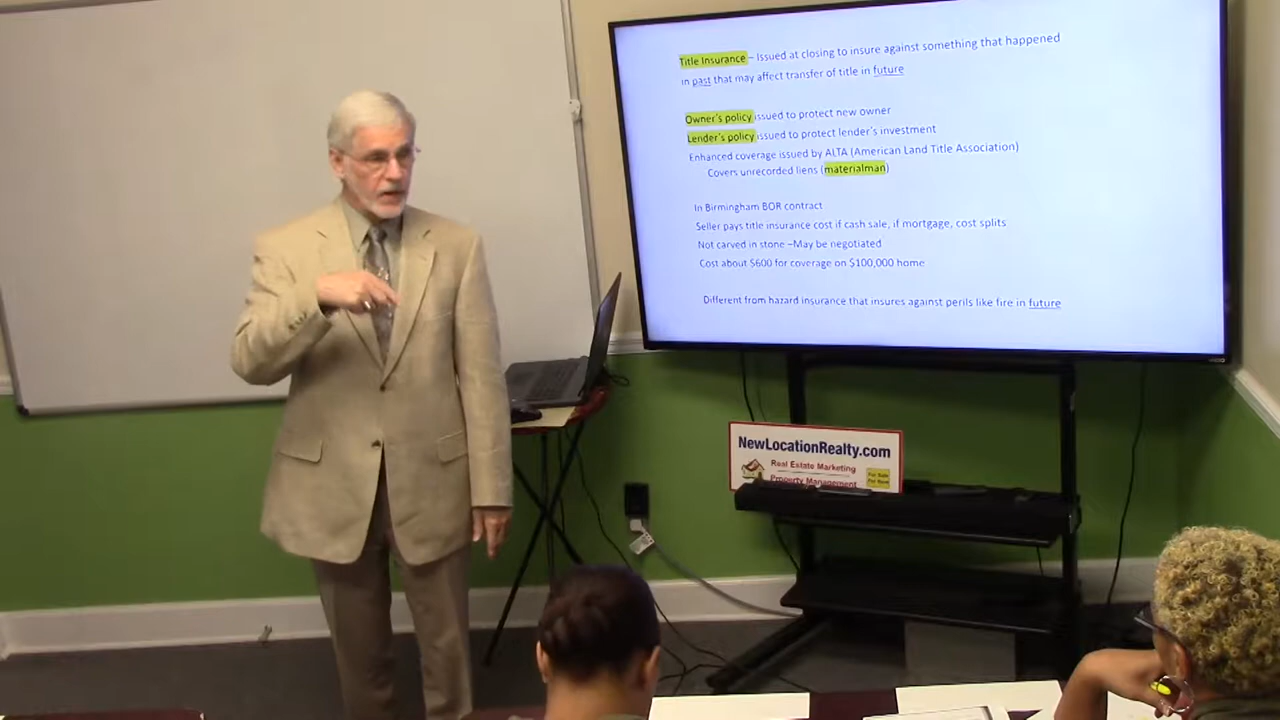 Title Insurance – Issued at closing to insure against something that happened
in past that may affect transfer of title in future
Owner's policy issued to protect new owner
Lender's policy issued to protect lender's investment
Enhanced coverage issued by ALTA (American Land Title Association)
Covers unrecorded liens (materialman)
In Birmingham BOR contract
Seller pays title insurance cost if cash sale, if mortgage, cost splits
Not carved in stone –May be negotiated
Cost about $600 for coverage on $100,000 home
Different from hazard insurance that insures against perils like fire in future
NewLocationRealty.com
Real Estate Marketing
Property Management
For Sale
For Rent